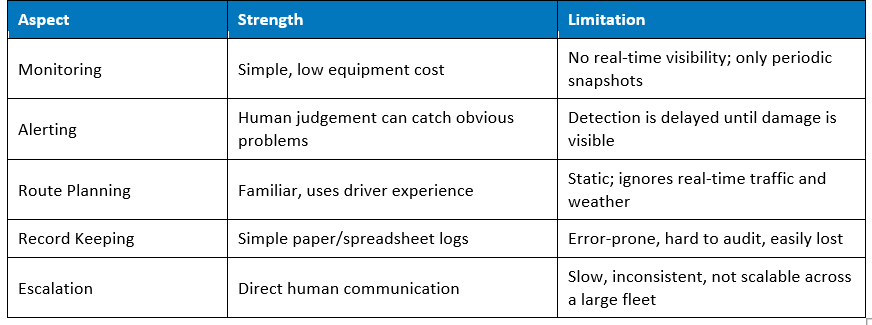 Aspect
Strength
Limitation
Monitoring
Simple, low equipment cost
No real-time visibility; only periodic
snapshots
Alerting
Human judgement can catch obvious
problems
Detection is delayed until damage is
visible
Route Planning
Familiar, uses driver experience
Static; ignores real-time traffic and
weather
Record Keeping
Simple paper/spreadsheet logs
Error-prone, hard to audit, easily lost
Escalation
Direct human communication
Slow, inconsistent, not scalable across
a large fleet